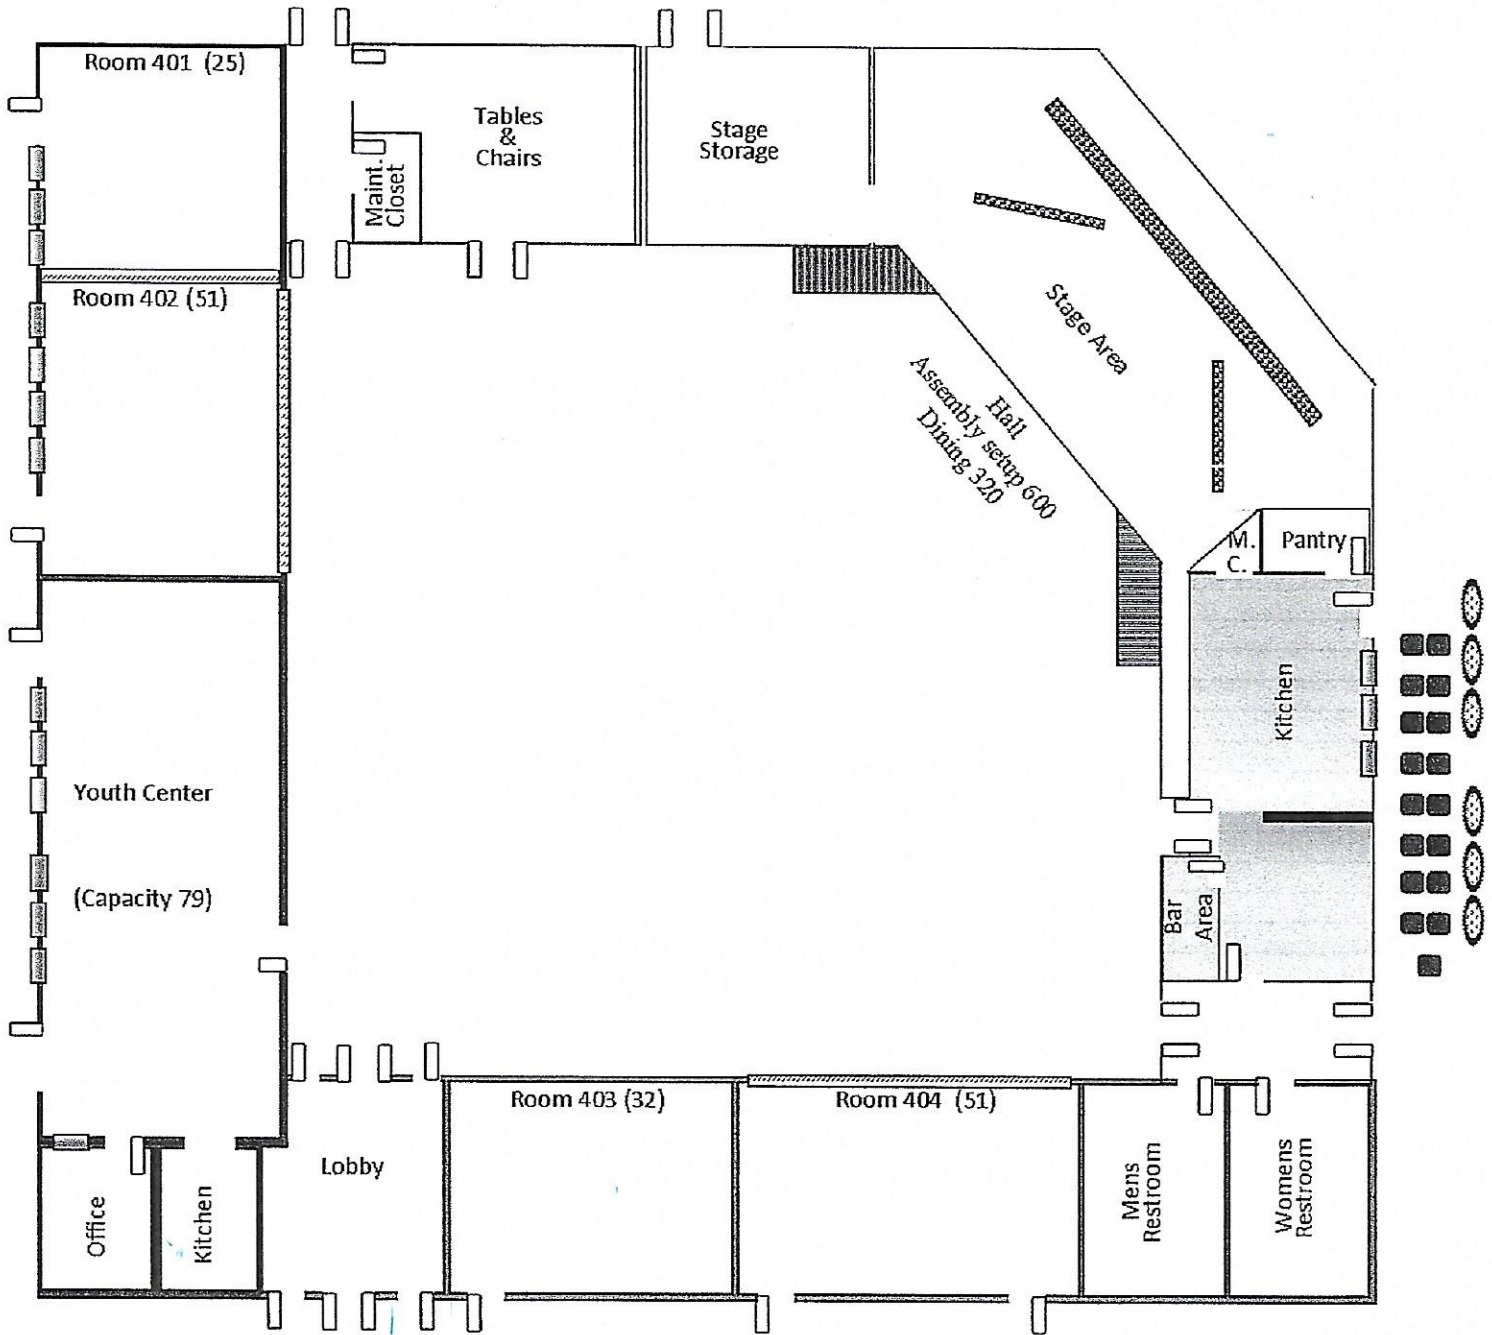 Room 401 (25)
Tables
&
Chairs
Stage
Storage
Maint.
Closet
Room 402 (51)
Stage Area
Hall
Assembly setup 600
Dining 320
M.
C.
Pantry
Kitchen
Youth Center
(Capacity 79)
Bar
Area
Room 403 (32)
Room 404 (51)
Lobby
Mens
Restroom
Womens
Restroom
Office
Kitchen